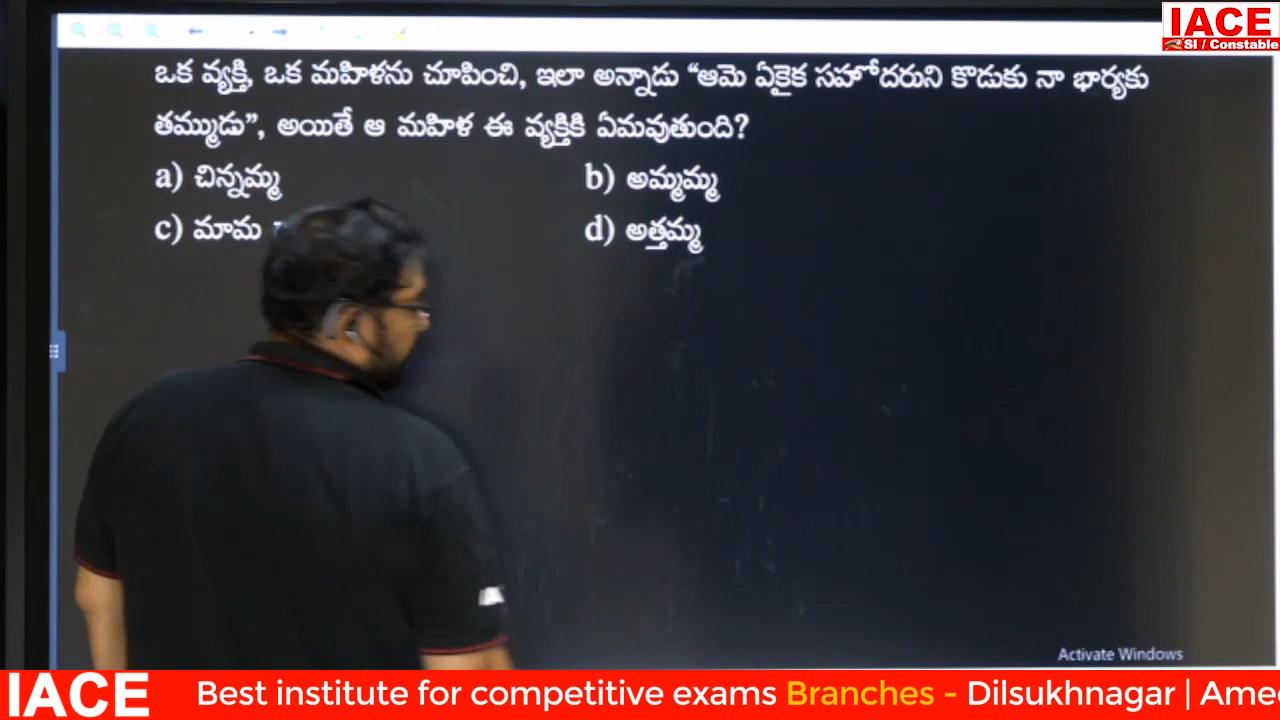 IACE
SI / Constable
ఒక వ్యక్తి, ఒక మహిళను చూపించి, ఇలా అన్నాడు “ఆమె ఏకైక సహోదరుని కొడుకు నా భార్యకు
తమ్ముడు”, అయితే ఆ మహిళ ఈ వ్యక్తికి ఏమవుతుంది?
a) చిన్నమ్మ b) అమ్మమ్మ
c) మామ d) అత్తమ్మ
Activate Windows
IACE Best institute for competitive exams Branches - Dilsukhnagar |